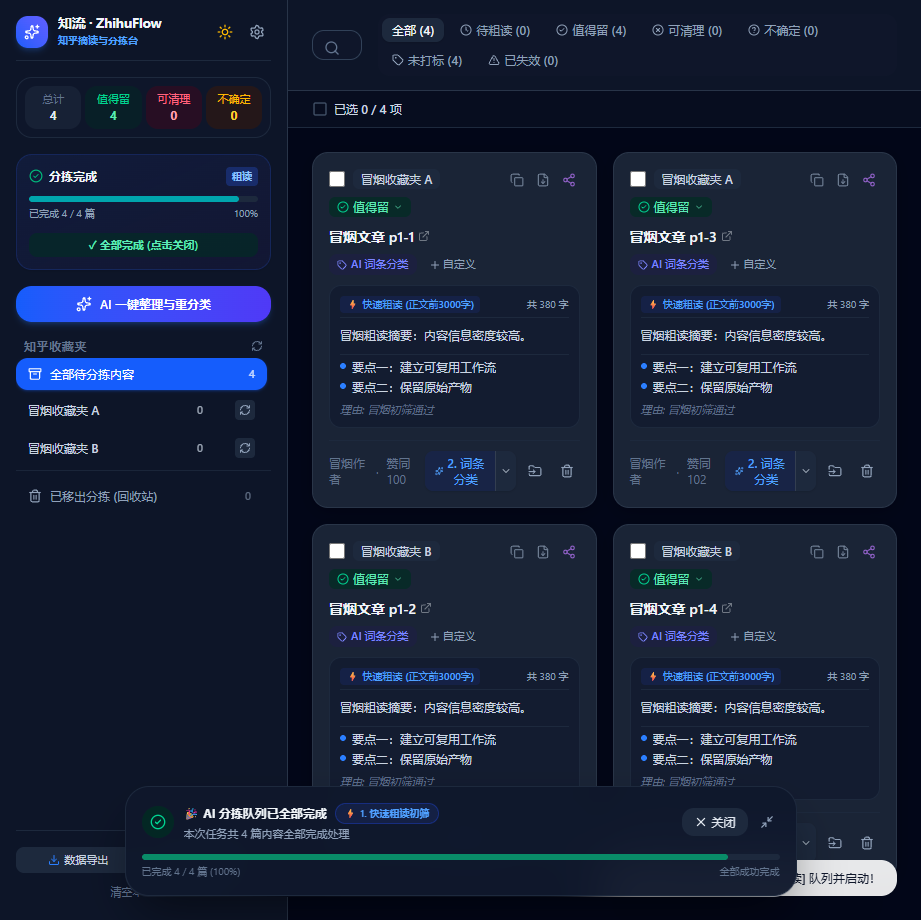 知流 · ZhihuFlow
知乎摘读与分拣台
总计
4
值得留
4
可清理
0
不确定
0
分拣完成
粗读
已完成 4 / 4 篇
100%
✓ 全部完成 (点击关闭)
AI 一键整理与重分类
知乎收藏夹
全部待分拣内容
4
冒烟收藏夹 A
0
冒烟收藏夹 B
0
已移出分拣 (回收站)
0
数据导出
清空
全部 (4)
待粗读 (0)
值得留 (4)
可清理 (0)
不确定 (0)
未打标 (4)
已失效 (0)
已选 0 / 4 项
冒烟收藏夹 A
值得留
冒烟文章 p1-1
AI 词条分类
+ 自定义
快速粗读 (正文前3000字)
共 380 字
冒烟粗读摘要：内容信息密度较高。
要点一：建立可复用工作流
要点二：保留原始产物
理由: 冒烟初筛通过
冒烟作者
·
赞同 100
2. 词条分类
冒烟收藏夹 A
值得留
冒烟文章 p1-3
AI 词条分类
+ 自定义
快速粗读 (正文前3000字)
共 380 字
冒烟粗读摘要：内容信息密度较高。
要点一：建立可复用工作流
要点二：保留原始产物
理由: 冒烟初筛通过
冒烟作者
·
赞同 102
2. 词条分类
冒烟收藏夹 B
值得留
冒烟文章 p1-2
AI 词条分类
+ 自定义
快速粗读 (正文前3000字)
共 380 字
冒烟粗读摘要：内容信息密度较高。
要点一：建立可复用工作流
要点二：保留原始产物
理由: 冒烟初筛通过
冒烟收藏夹 B
值得留
冒烟文章 p1-4
AI 词条分类
+ 自定义
快速粗读 (正文前3000字)
共 380 字
冒烟粗读摘要：内容信息密度较高。
要点一：建立可复用工作流
要点二：保留原始产物
理由: 冒烟初筛通过
🎉 AI 分拣队列已全部完成
1. 快速粗读初筛
本次任务共 4 篇内容全部完成处理
关闭
已完成 4 / 4 篇 (100%)
全部成功完成
] 队列并启动!